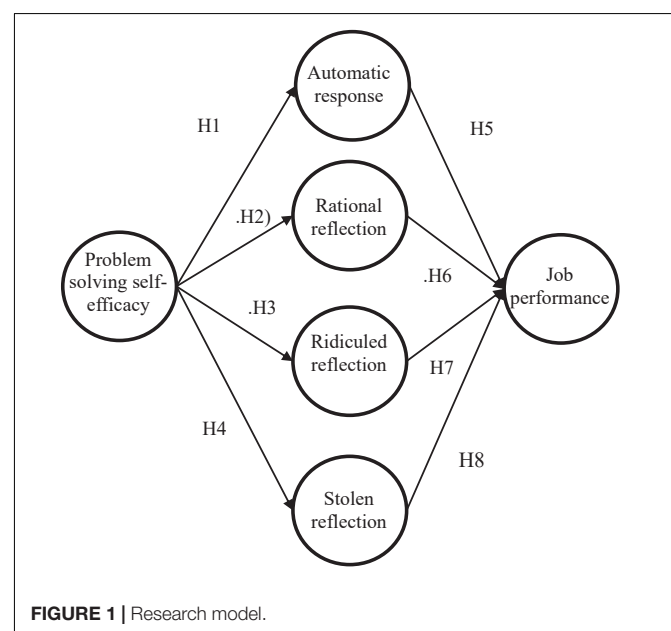 Automatic
response
H1
H5
.H2)
Rational
reflection
Problem
solving self-
efficacy
.H6
Job
performance
.H3
Ridiculed
reflection
H7
H4
H8
Stolen
reflection
FIGURE 1 | Research model.